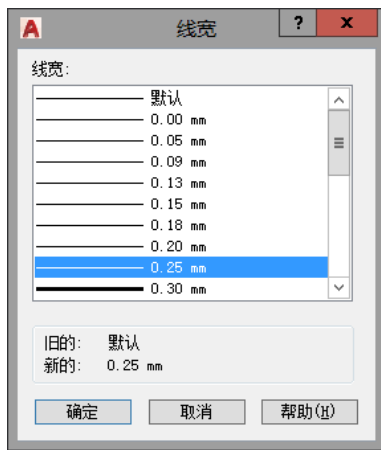 A 线宽 ? x
线宽:
默认
0.00 mm
0.05 mm
0.09 mm
0.13 mm
0.15 mm
0.18 mm
0.20 mm
0.25 mm
0.30 mm
旧的: 默认
新的: 0.25 mm
确定 取消 帮助(H)